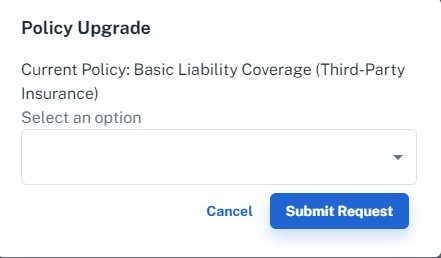 Policy Upgrade
Current Policy: Basic Liability Coverage (Third-Party
Insurance)
Select an option
Cancel
Submit Request